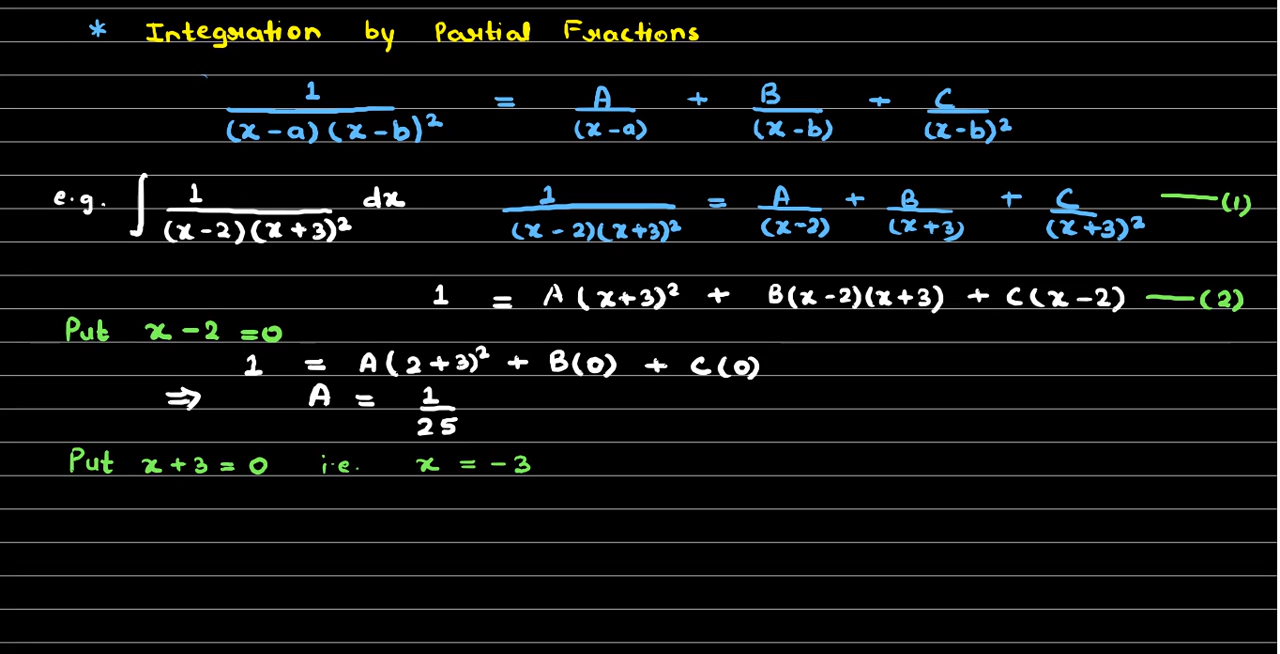 * Integration by Partial Fractions
1/((x-a)(x-b)²) = A/(x-a) + B/(x-b) + C/(x-b)²
e.g. ∫ 1/((x-2)(x+3)²) dx 1/((x-2)(x+3)²) = A/(x-2) + B/(x+3) + C/(x+3)² —(1)
1 = A(x+3)² + B(x-2)(x+3) + C(x-2) —(2)
Put x-2 =0
1 = A(2+3)² + B(0) + C(0)
⇒ A = 1/25
Put x+3=0 i.e. x = -3